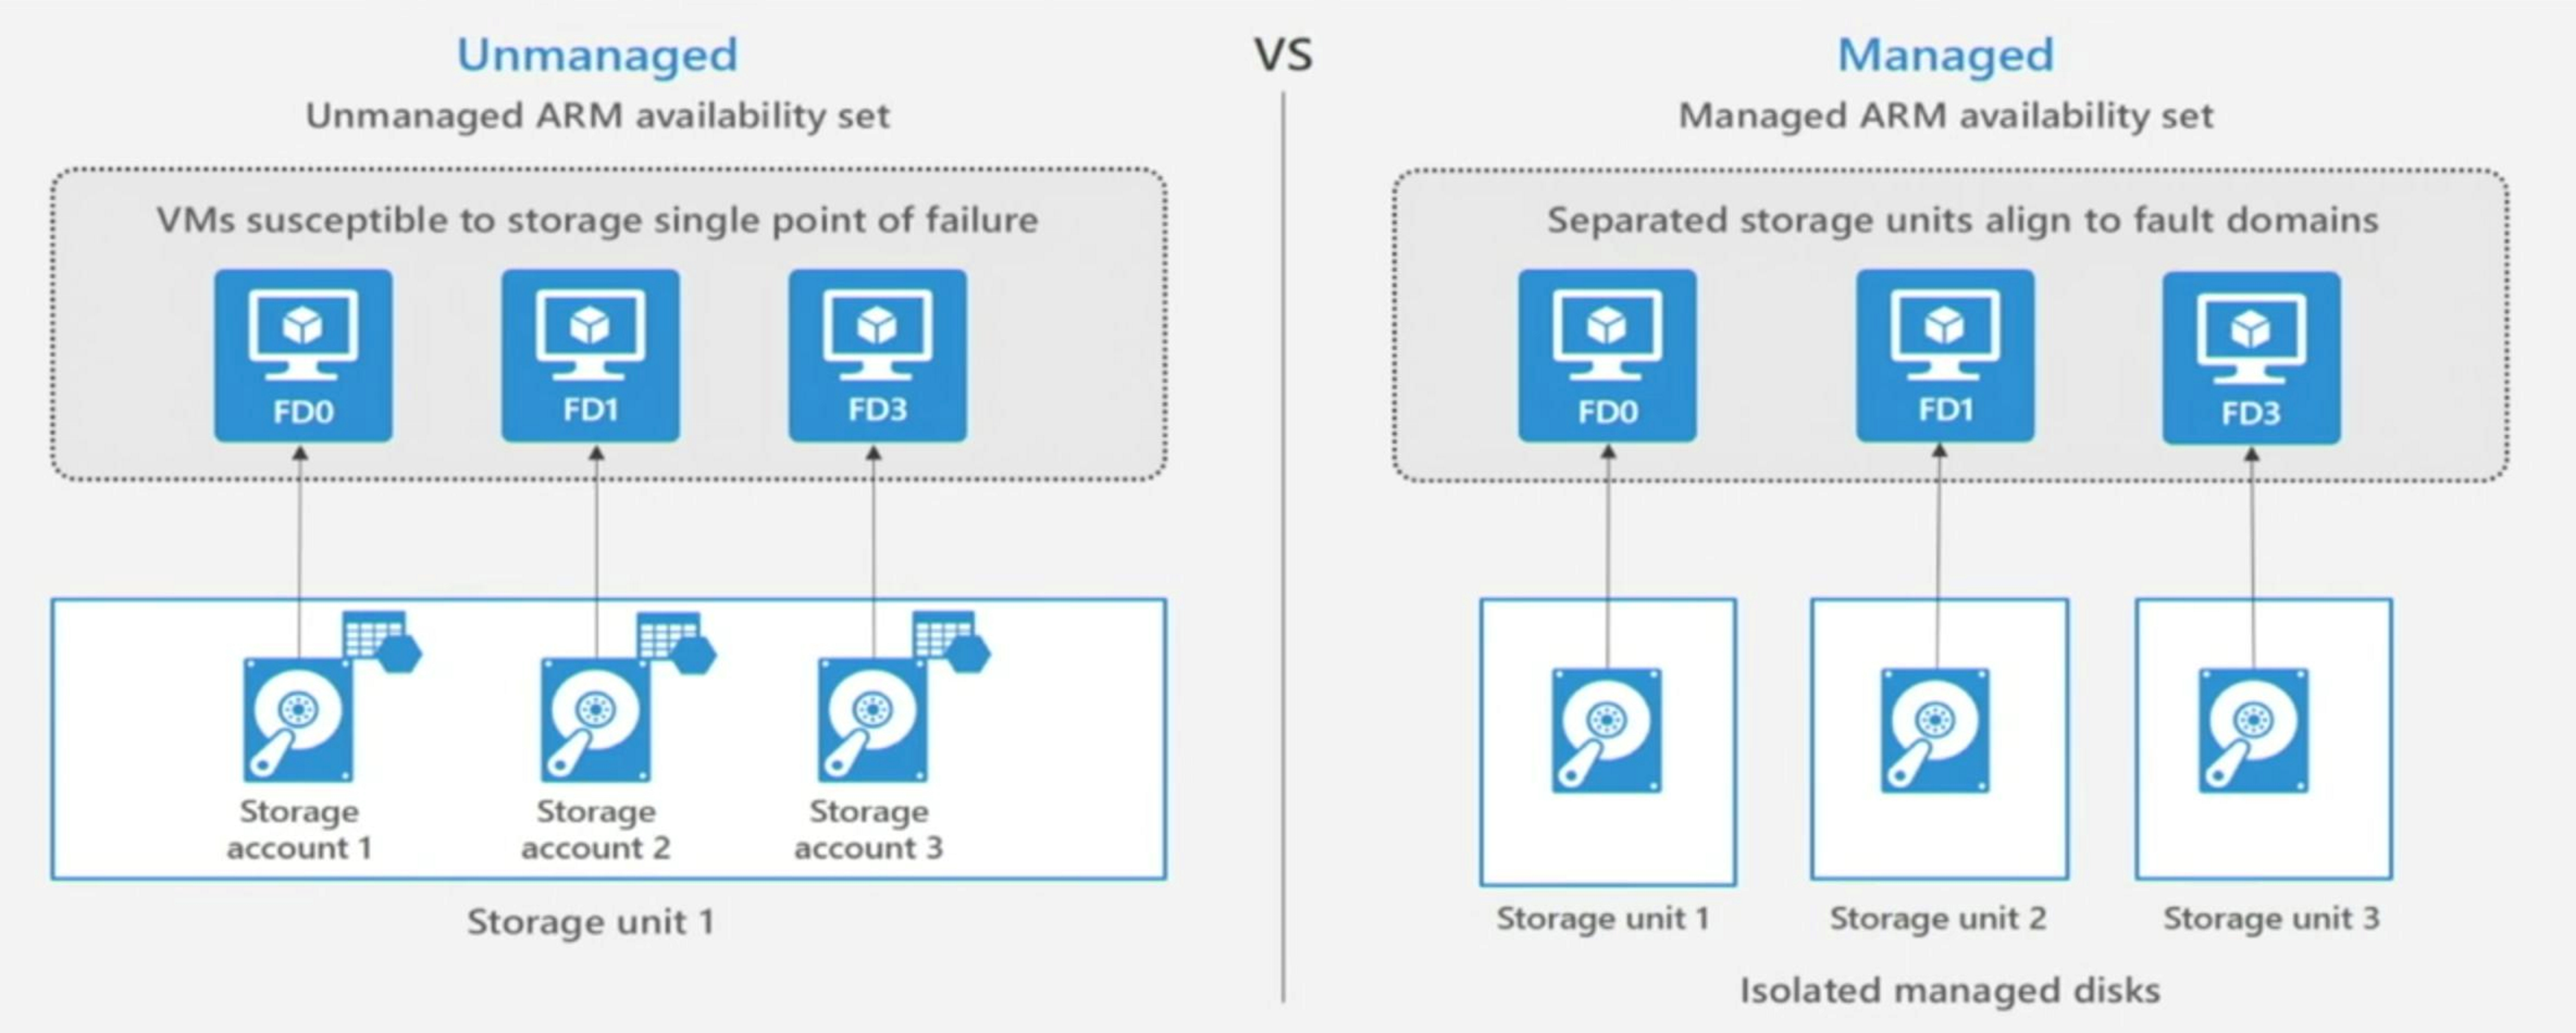 Unmanaged
VS
Managed
Unmanaged ARM availability set
Managed ARM availability set
VMs susceptible to storage single point of failure
Separated storage units align to fault domains
FD0
FD1
FD3
FD0
FD1
FD3
Storage
account 1
Storage
account 2
Storage
account 3
Storage unit 1
Storage unit 1
Storage unit 2
Storage unit 3
Isolated managed disks